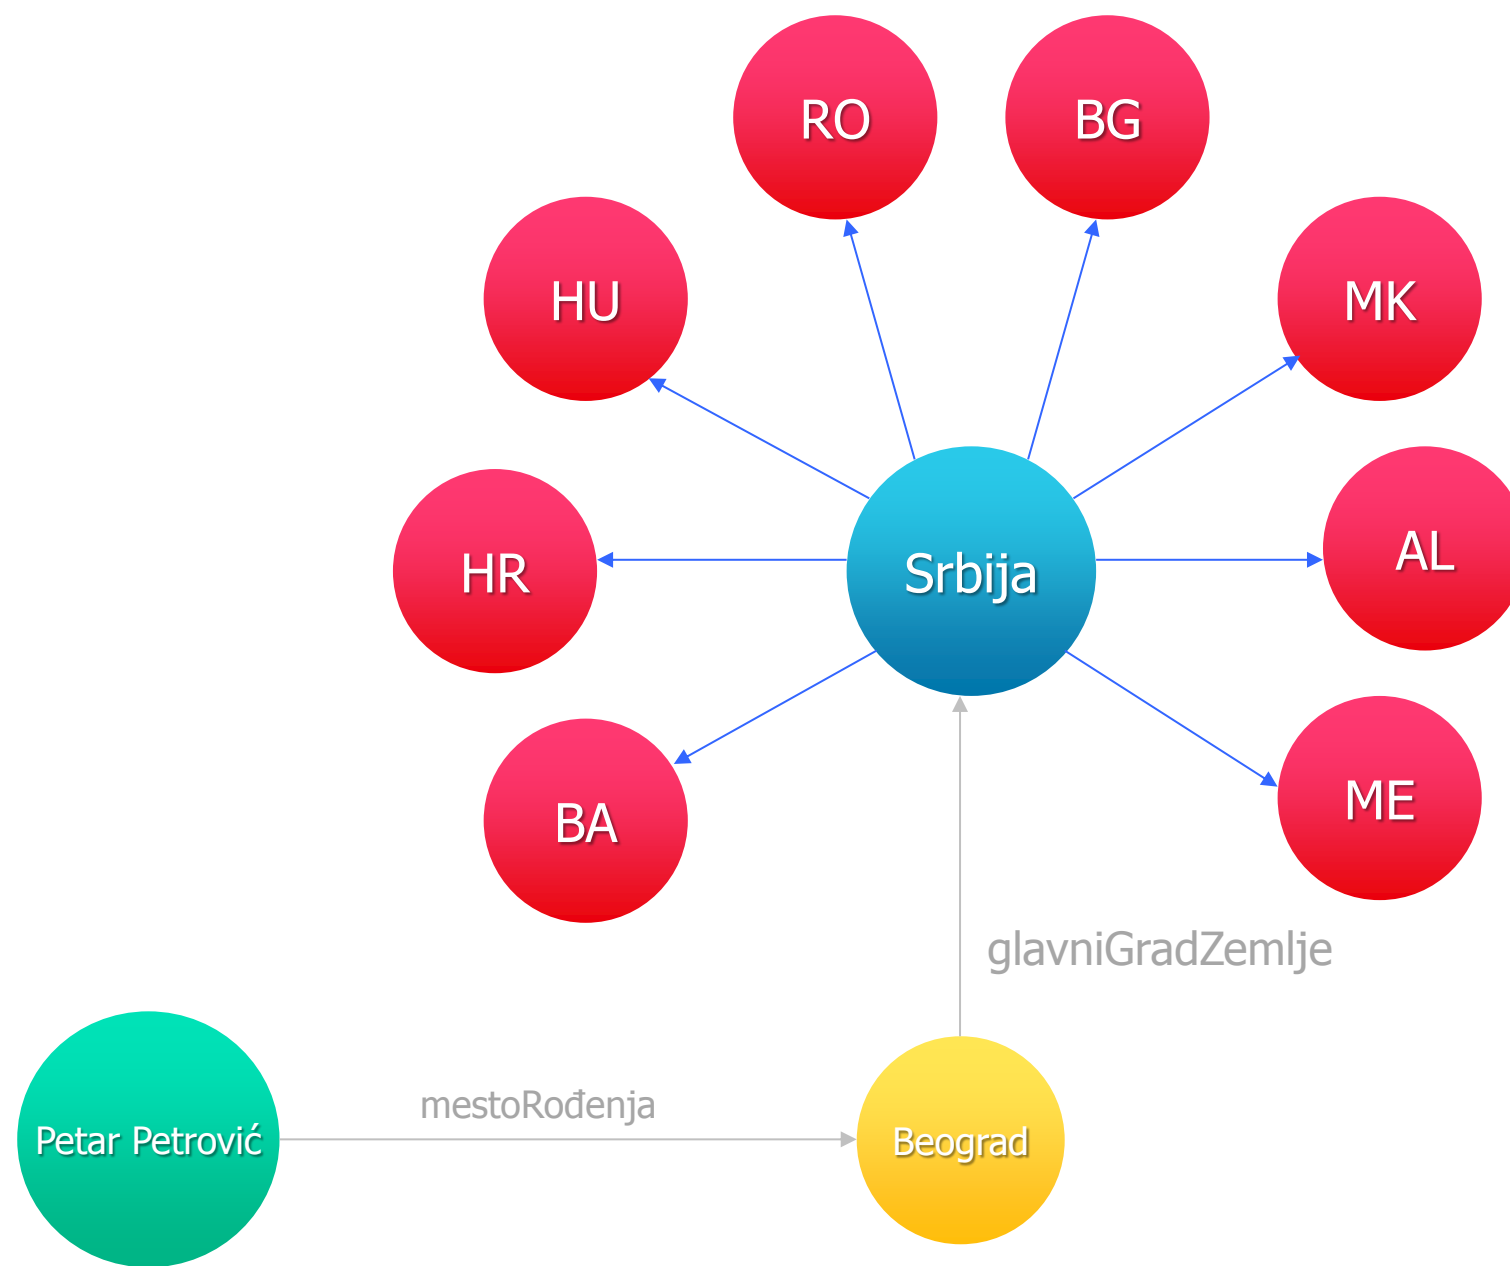 RO
BG
HU
MK
HR
Srbija
AL
BA
ME
glavniGradZemlje
mestoRođenja
Petar Petrović
Beograd